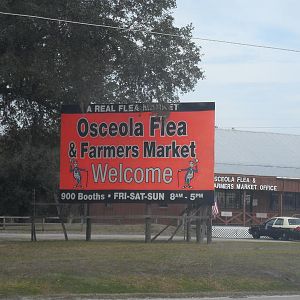 A REAL FLEA MARKET
Osceola Flea
& Farmers Market
Welcome
900 Booths • FRI-SAT-SUN 8AM - 5PM
OSCEOLA FLEA &
FARMERS MARKET OFFICE